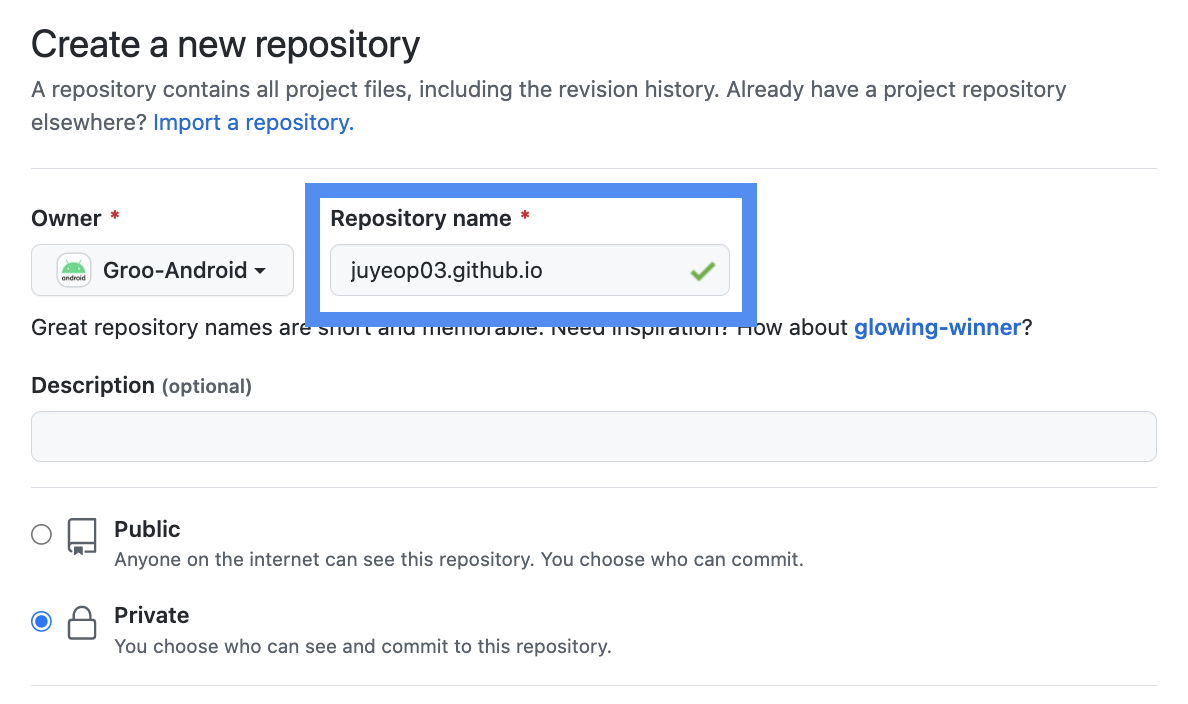 Create a new repository
A repository contains all project files, including the revision history. Already have a project repository
elsewhere? Import a repository.
Owner *
Repository name *
android
Groo-Android
juyeop03.github.io
Great repository names are short and memorable. Need inspiration? How about glowing-winner?
Description (optional)
Public
Anyone on the internet can see this repository. You choose who can commit.
Private
You choose who can see and commit to this repository.